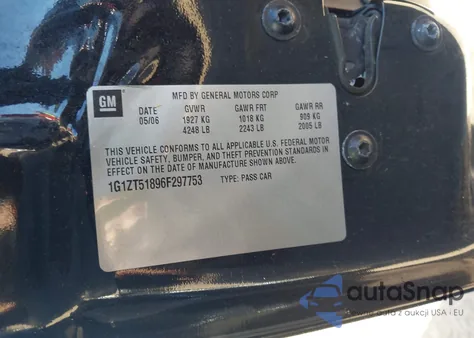 GM
MFD BY GENERAL MOTORS CORP
DATE GVWR GAWR FRT GAWR RR
05/06 1927 KG 1018 KG 909 KG
4248 LB 2243 LB 2005 LB
THIS VEHICLE CONFORMS TO ALL APPLICABLE U.S. FEDERAL MOTOR
VEHICLE SAFETY, BUMPER, AND THEFT PREVENTION STANDARDS
IN EFFECT ON THE DATE OF MANUFACTURE SHOWN ABOVE.
1G1ZT51896F297753 TYPE: PASS CAR
autoSnap
z aukcji USA - EU